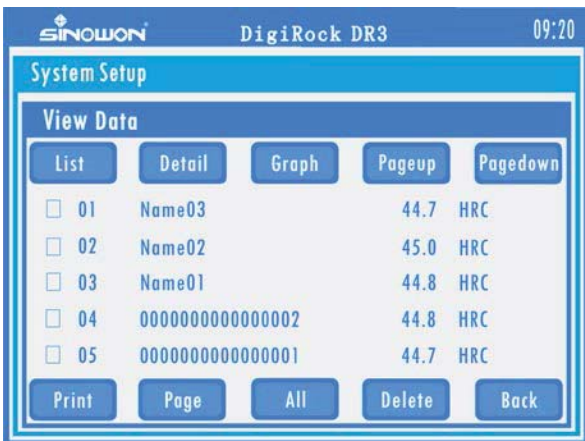 SINOWON DigiRock DR3 09:20
System Setup
View Data
List Detail Graph Pageup Pagedown
01 Name03 44.7 HRC
02 Name02 45.0 HRC
03 Name01 44.8 HRC
04 0000000000000002 44.8 HRC
05 0000000000000001 44.7 HRC
Print Page All Delete Back